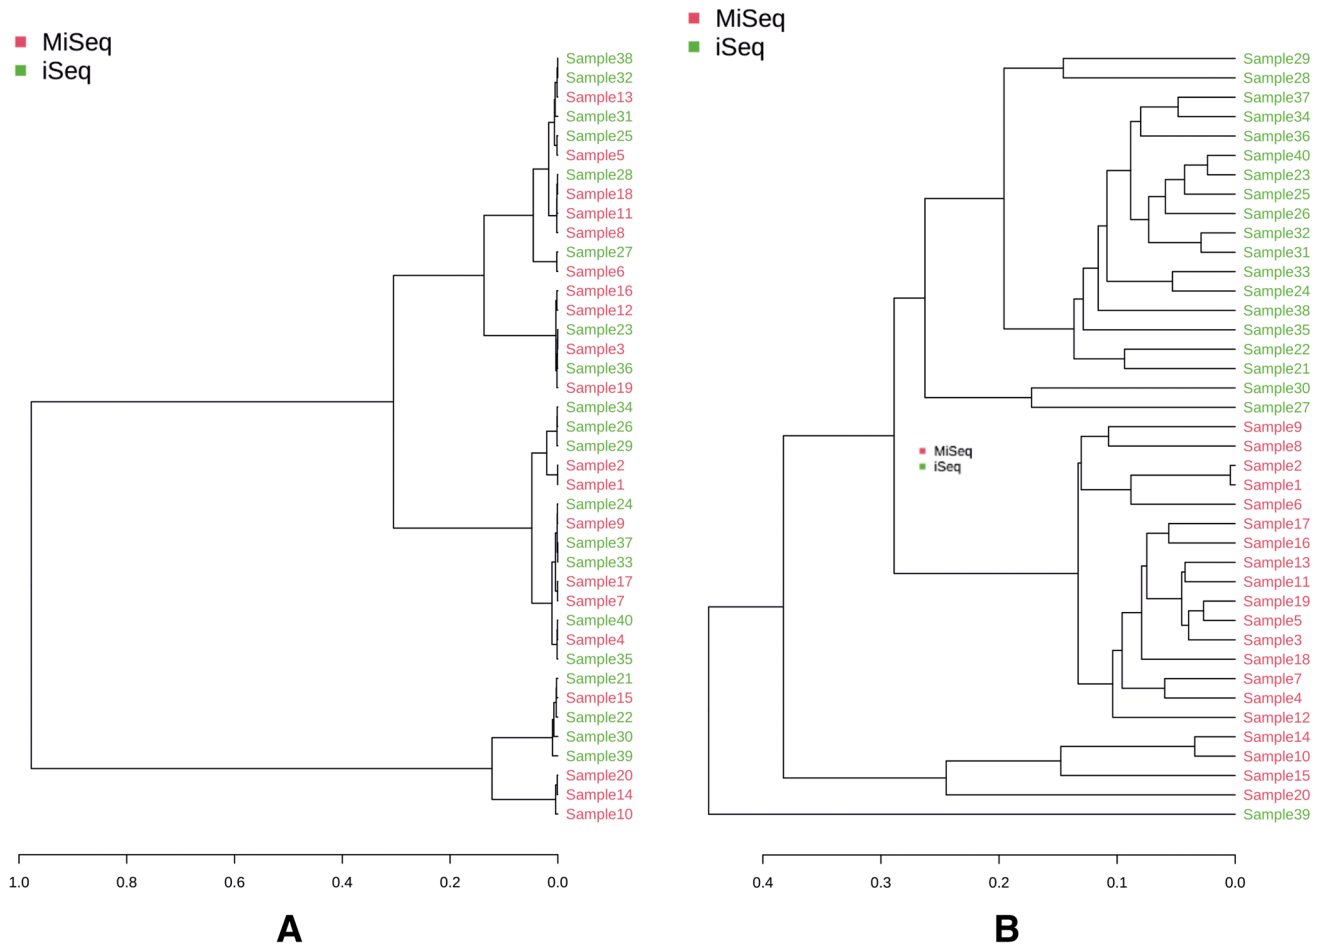 MiSeq
iSeq
Sample38
Sample32
Sample13
Sample31
Sample25
Sample5
Sample28
Sample18
Sample11
Sample8
Sample27
Sample6
Sample16
Sample12
Sample23
Sample3
Sample36
Sample19
Sample34
Sample26
Sample29
Sample2
Sample1
Sample24
Sample9
Sample37
Sample33
Sample17
Sample7
Sample40
Sample4
Sample35
Sample21
Sample15
Sample22
Sample30
Sample39
Sample20
Sample14
Sample10
1.0 0.8 0.6 0.4 0.2 0.0
A
MiSeq
iSeq
Sample29
Sample28
Sample37
Sample34
Sample36
Sample40
Sample23
Sample25
Sample26
Sample32
Sample31
Sample33
Sample24
Sample38
Sample35
Sample22
Sample21
Sample30
Sample27
Sample9
Sample8
Sample2
Sample1
Sample6
Sample17
Sample16
Sample13
Sample11
Sample19
Sample5
Sample3
Sample18
Sample7
Sample4
Sample12
Sample14
Sample10
Sample15
Sample20
Sample39
MiSeq
iSeq
0.4 0.3 0.2 0.1 0.0
B